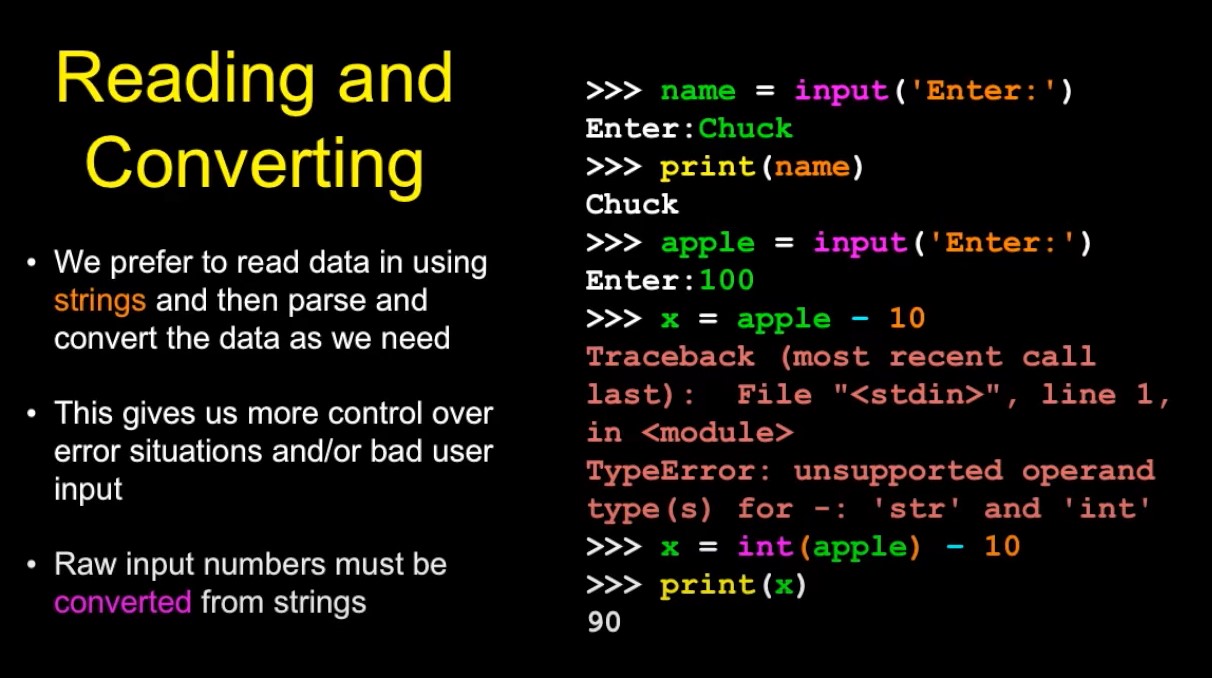 Reading and
Converting
• We prefer to read data in using
strings and then parse and
convert the data as we need
• This gives us more control over
error situations and/or bad user
input
• Raw input numbers must be
converted from strings
>>> name = input('Enter:')
Enter:Chuck
>>> print(name)
Chuck
>>> apple = input('Enter:')
Enter:100
>>> x = apple – 10
Traceback (most recent call
last):  File "<stdin>", line 1,
in <module>
TypeError: unsupported operand
type(s) for -: 'str' and 'int'
>>> x = int(apple) – 10
>>> print(x)
90